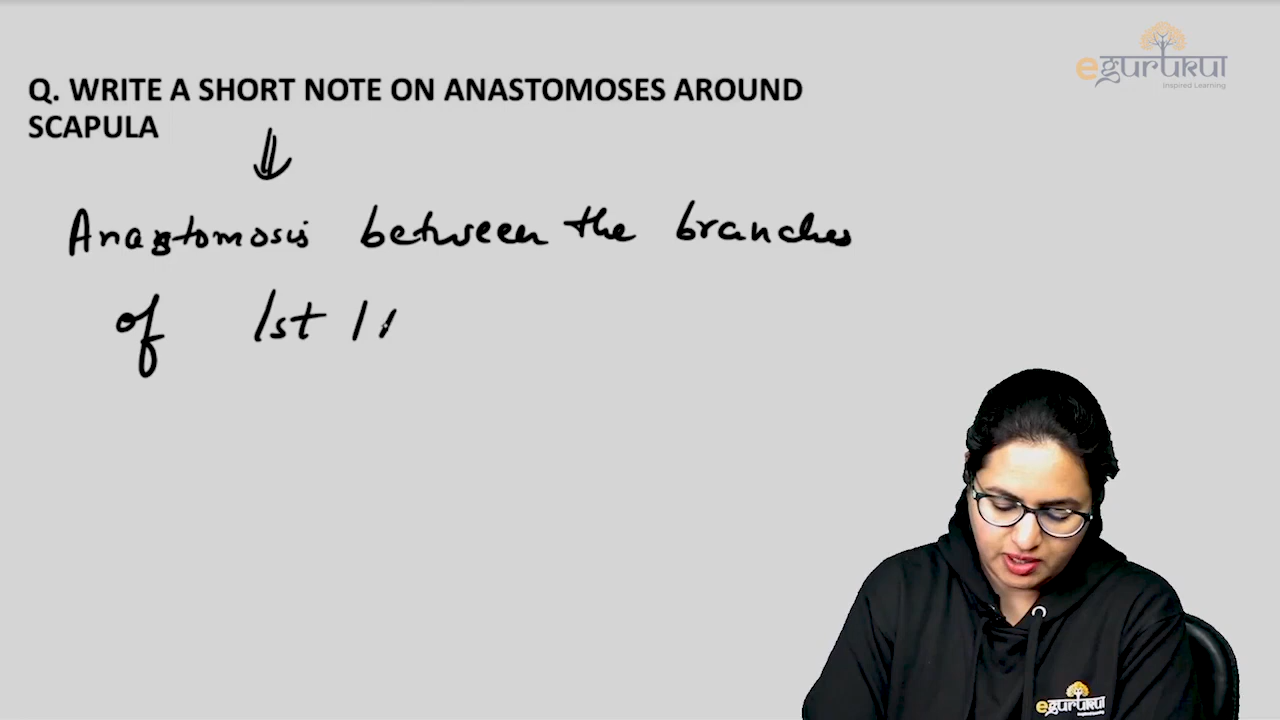 Q. WRITE A SHORT NOTE ON ANASTOMOSES AROUND
SCAPULA
egurukul
Inspired Learning
Anastomosis between the branches
of 1st
egurukul